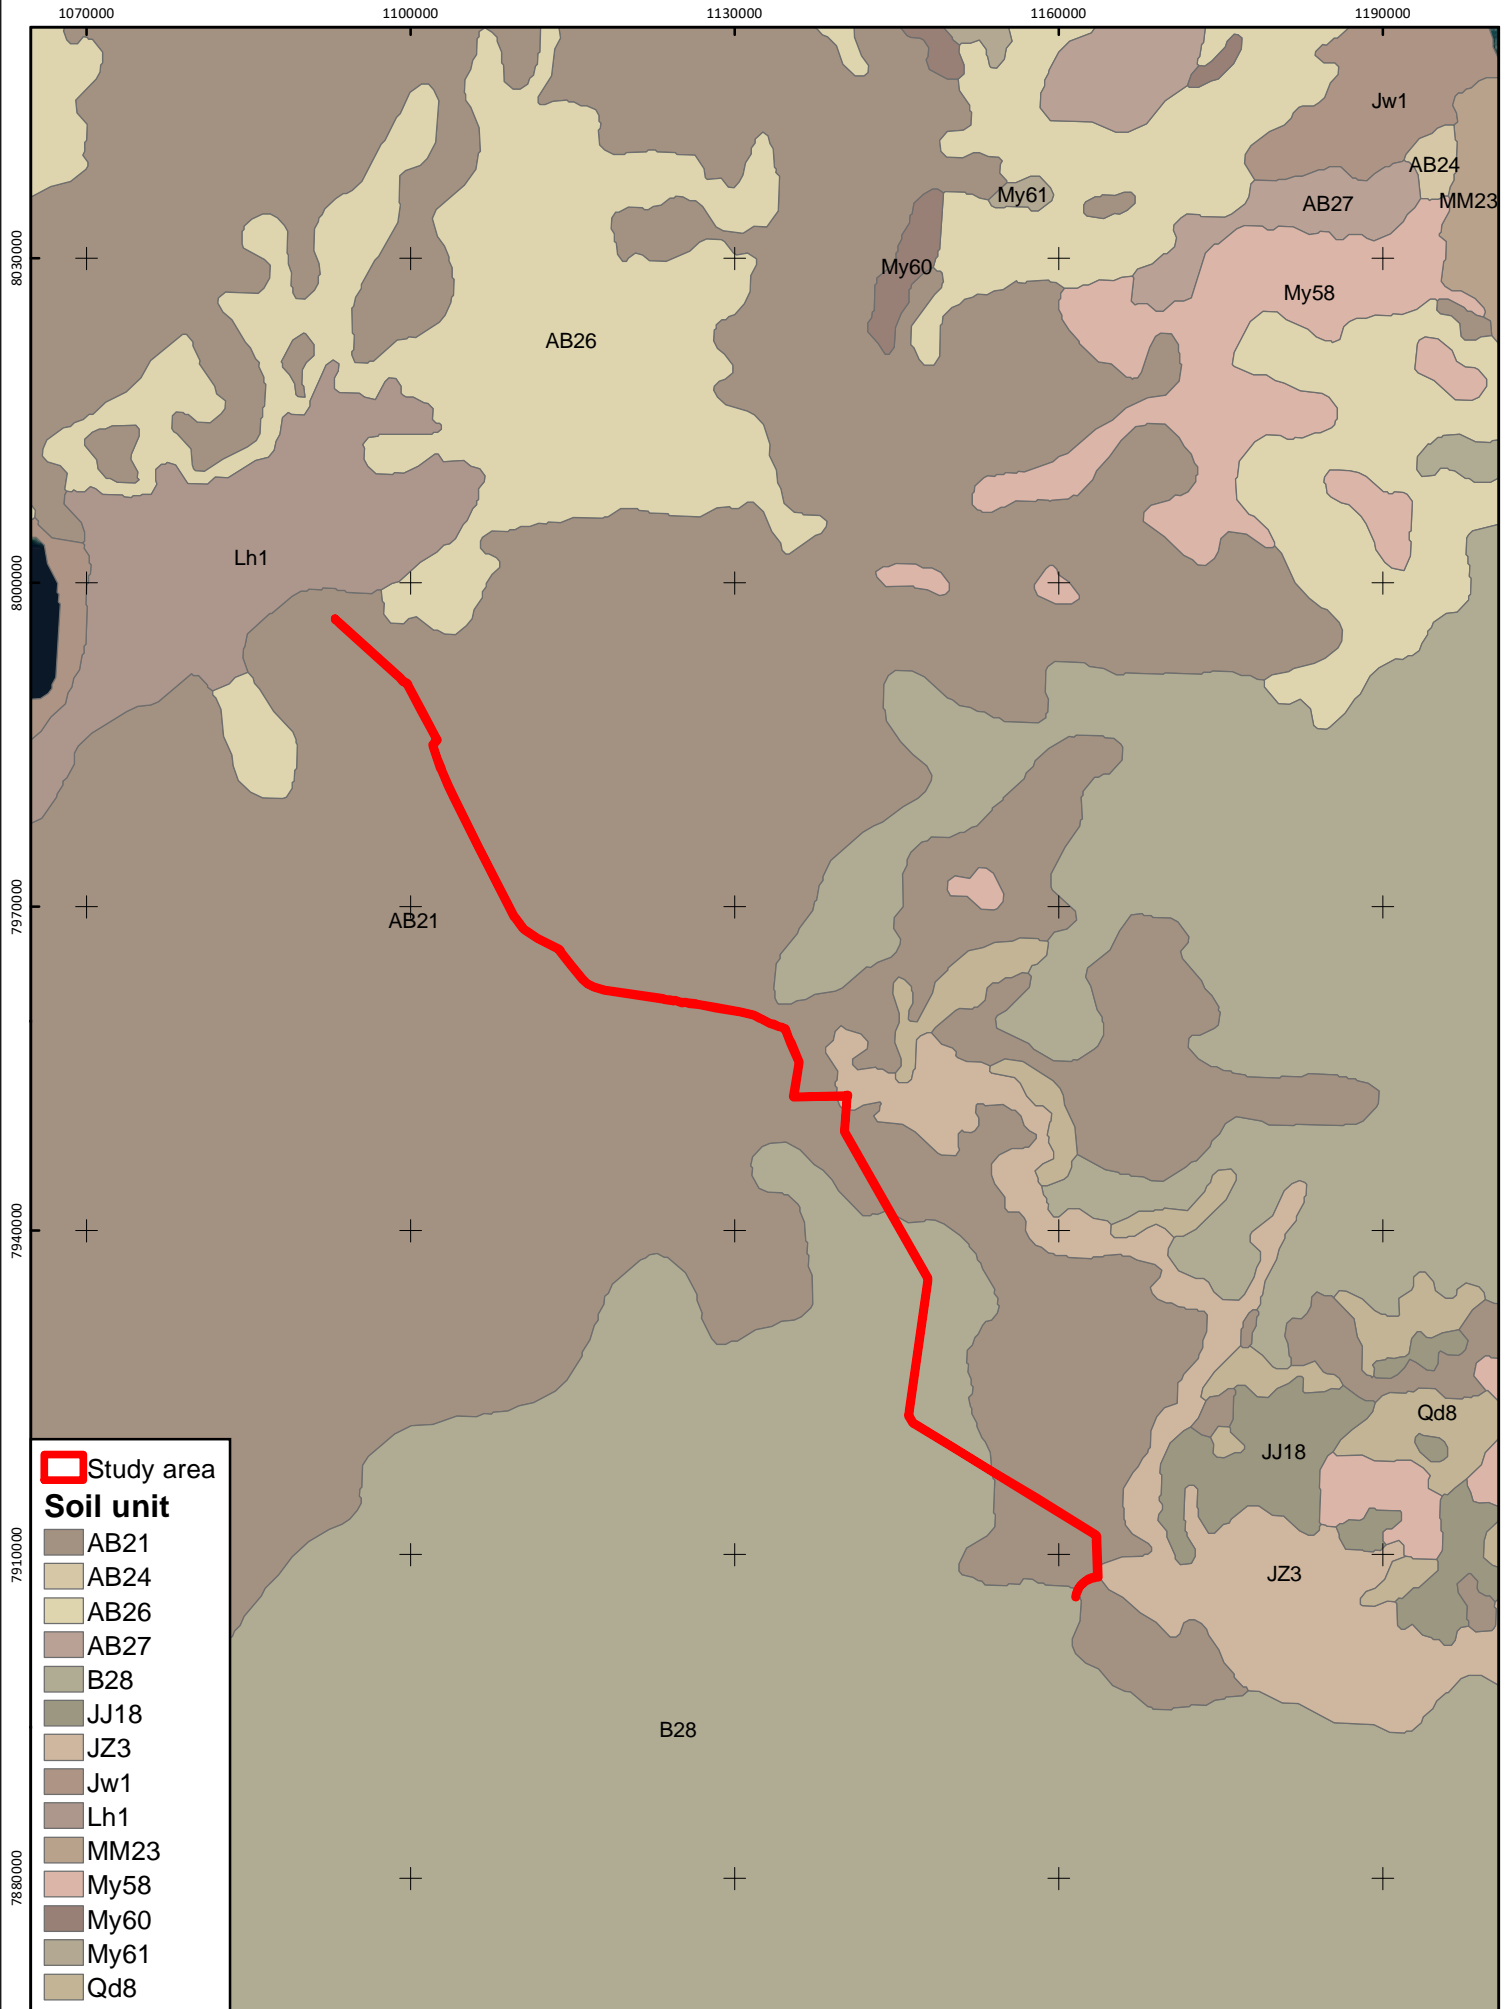 1070000 1100000 1130000 1160000 1190000
Jw1
AB24
My61
AB27
MM23
8030000
My60
My58
AB26
Lh1
8000000
7970000
AB21
7940000
Qd8
JJ18
7910000
JZ3
B28
7880000
Study area
Soil unit
AB21
AB24
AB26
AB27
B28
JJ18
JZ3
Jw1
Lh1
MM23
My58
My60
My61
Qd8